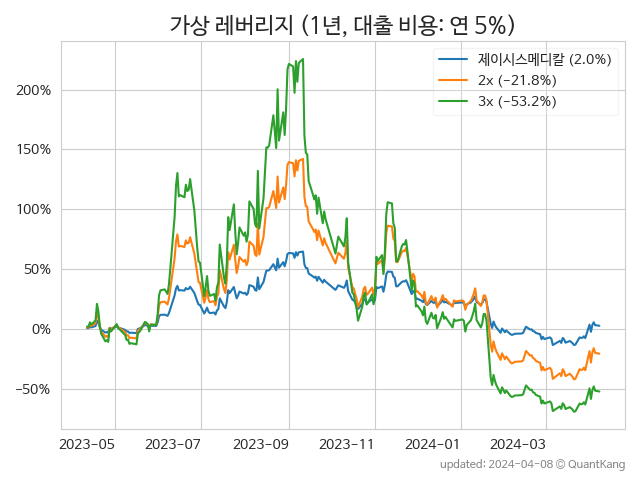 가상 레버리지 (1년, 대출 비용: 연 5%)
제이시스메디칼 (2.0%)
2x (−21.8%)
3x (−53.2%)
200%
150%
100%
50%
0%
−50%
2023-05 2023-07 2023-09 2023-11 2024-01 2024-03
updated: 2024-04-08 © QuantKang